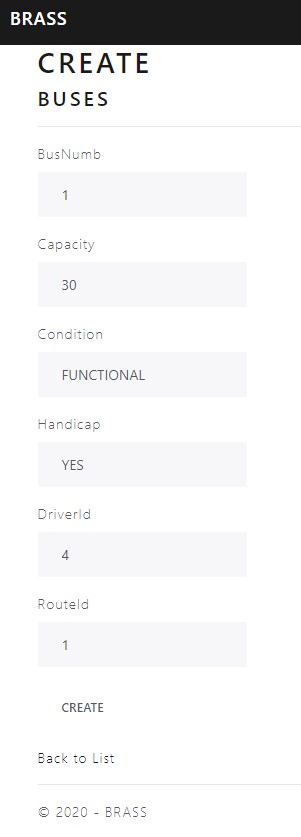 BRASS
CREATE
BUSES
BusNumb
1
Capacity
30
Condition
FUNCTIONAL
Handicap
YES
DriverId
4
RouteId
1
CREATE
Back to List
© 2020 - BRASS